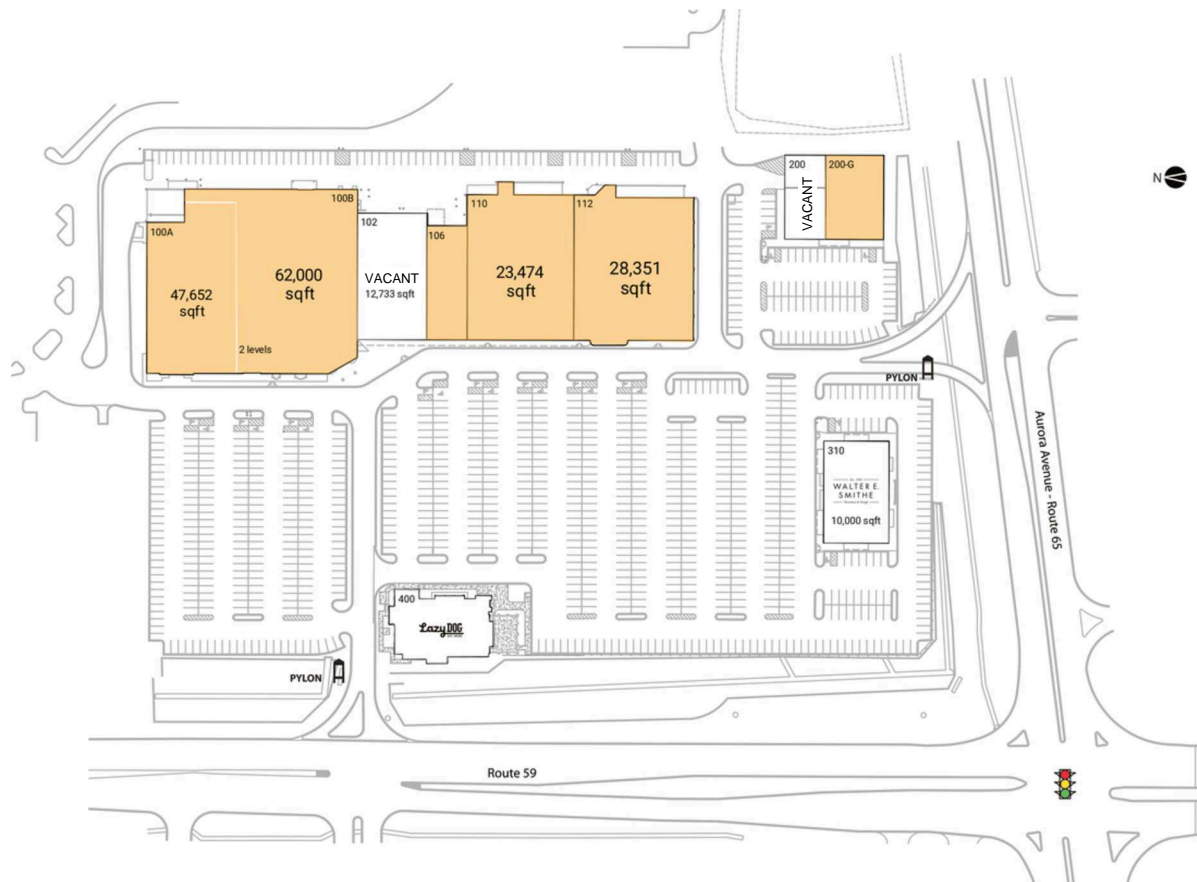 200
200-G
VACANT
N
100A
100B
102
106
110
112
47,652
sqft
62,000
sqft
2 levels
VACANT
12,733 sqft
23,474
sqft
28,351
sqft
PYLON
310
WALTER E.
SMITHE
10,000 sqft
Aurora Avenue - Route 65
400
Lazy DOG
PYLON
Route 59